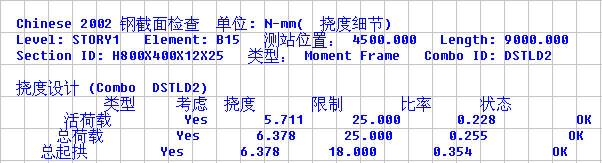 Chinese 2002 钢截面检查 单位: N-mm( 挠度细节)
Level: STORY1 Element: B15 测站位置: 4500.000 Length: 9000.000
Section ID: H800X400X12X25 类型: Moment Frame Combo ID: DSTLD2
挠度设计 (Combo DSTLD2)
类型 考虑 挠度 限制 比率 状态
活荷载 Yes 5.711 25.000 0.228 OK
总荷载 Yes 6.378 25.000 0.255 OK
总起拱 Yes 6.378 18.000 0.354 OK